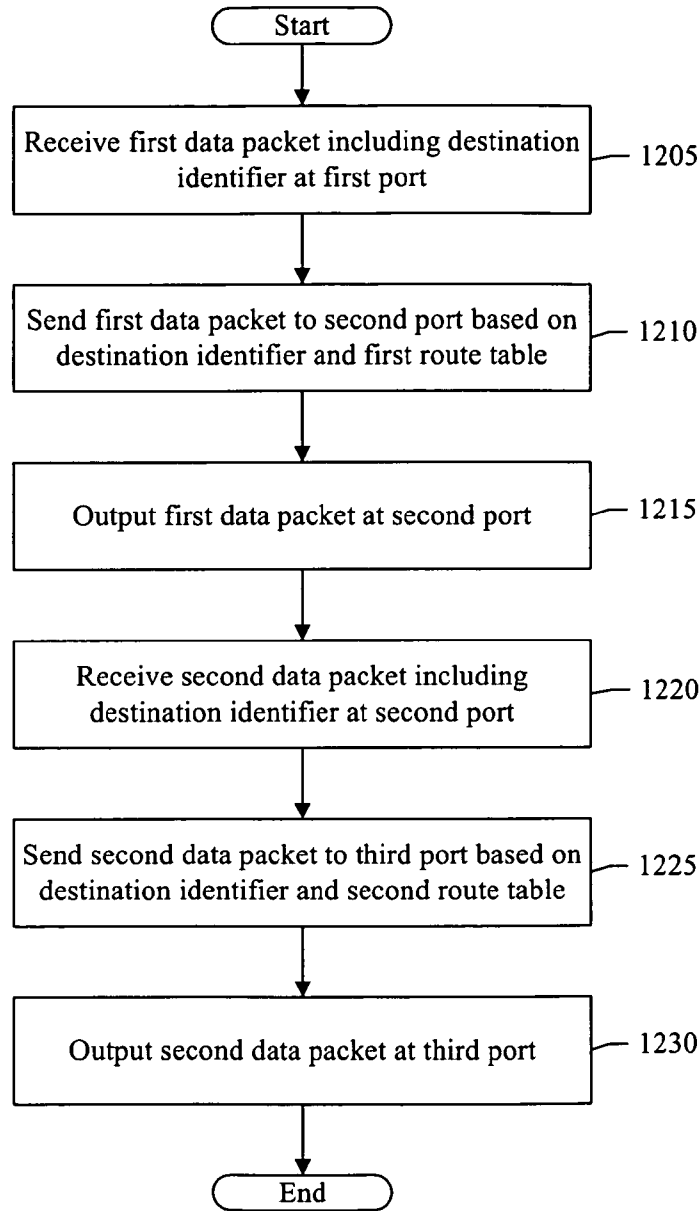 Start
Receive first data packet including destination
identifier at first port
1205
Send first data packet to second port based on
destination identifier and first route table
1210
Output first data packet at second port
1215
Receive second data packet including
destination identifier at second port
1220
Send second data packet to third port based on
destination identifier and second route table
1225
Output second data packet at third port
1230
End